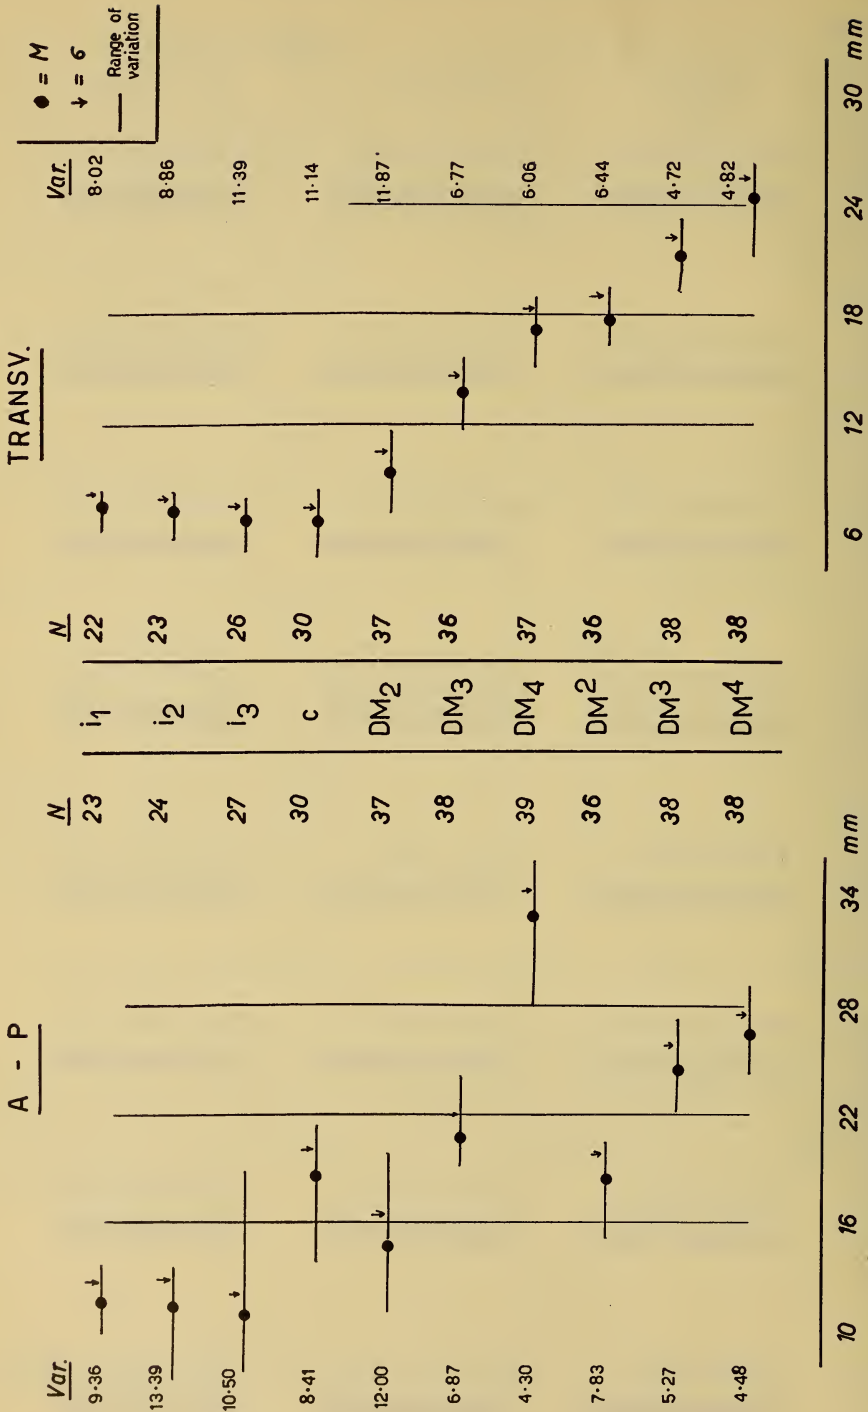 A - P TRANSV.
● = M
↓ = σ
— Range of variation
Var. N N Var.
9·36 23 i1 22 8·02
13·39 24 i2 23 8·86
10·50 27 i3 26 11·39
8·41 30 c 30 11·14
12·00 37 DM2 37 11·87
6·87 38 DM3 36 6·77
4·30 39 DM4 37 6·06
7·83 36 DM² 36 6·44
5·27 38 DM³ 38 4·72
4·48 38 DM⁴ 38 4·82
10 16 22 28 34 mm 6 12 18 24 30 mm